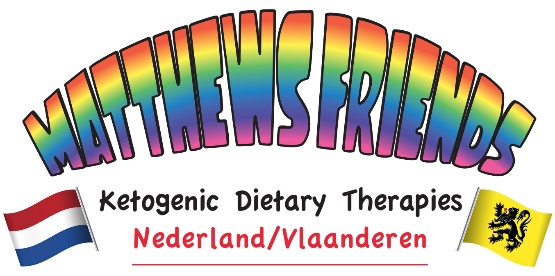 MATTHEWS FRIENDS
Ketogenic Dietary Therapies
Nederland/Vlaanderen